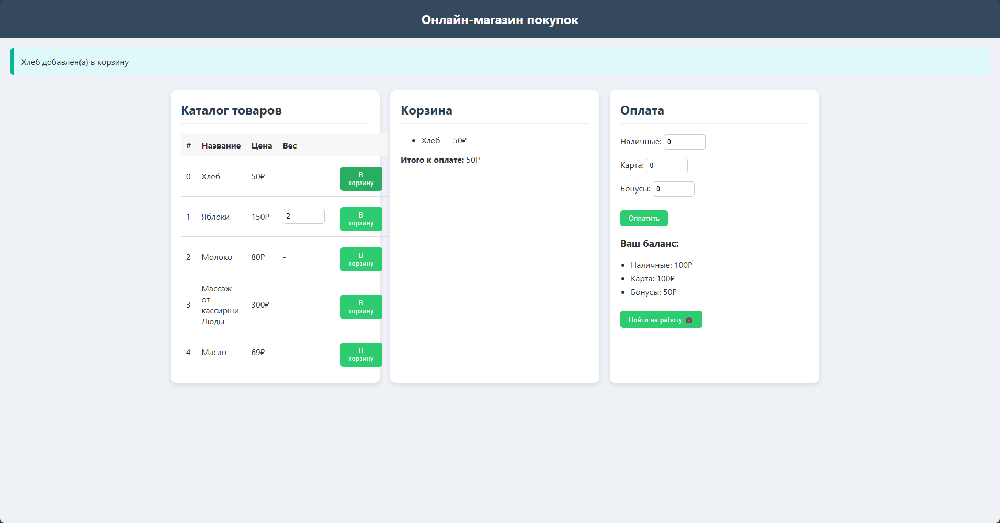 Онлайн-магазин покупок
Хлеб добавлен(а) в корзину
Каталог товаров
# Название Цена Вес
0 Хлеб 50₽ - В корзину
1 Яблоки 150₽ 2 В корзину
2 Молоко 80₽ - В корзину
3 Массаж от кассирши Люды 300₽ - В корзину
4 Масло 69₽ - В корзину
Корзина
• Хлеб — 50₽
Итого к оплате: 50₽
Оплата
Наличные: 0
Карта: 0
Бонусы: 0
Оплатить
Ваш баланс:
• Наличные: 100₽
• Карта: 100₽
• Бонусы: 50₽
Пойти на работу 💼